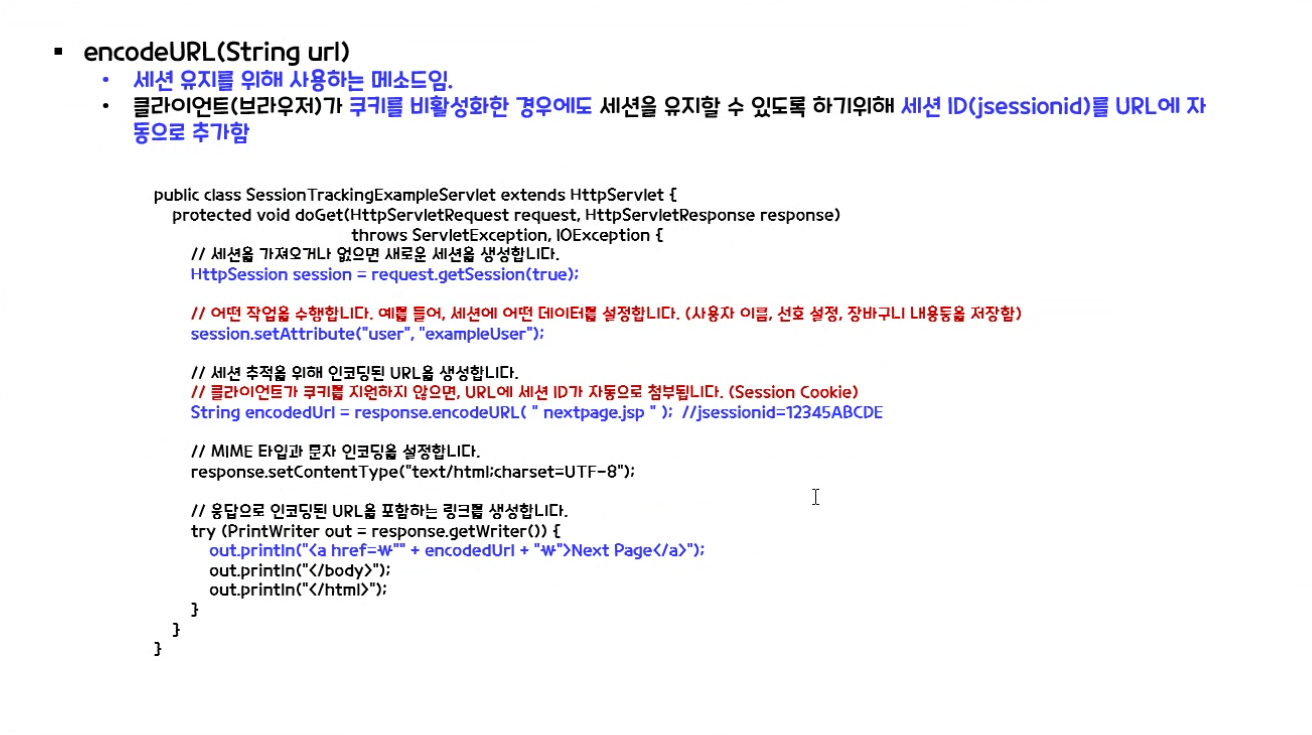 ▪ encodeURL(String url)
• 세션 유지를 위해 사용하는 메소드임.
• 클라이언트(브라우저)가 쿠키를 비활성화한 경우에도 세션을 유지할 수 있도록 하기위해 세션 ID(jsessionid)를 URL에 자
동으로 추가함
public class SessionTrackingExampleServlet extends HttpServlet {
protected void doGet(HttpServletRequest request, HttpServletResponse response)
throws ServletException, IOException {
// 세션을 가져오거나 없으면 새로운 세션을 생성합니다.
HttpSession session = request.getSession(true);
// 어떤 작업을 수행합니다. 예를 들어, 세션에 어떤 데이터를 설정합니다. (사용자 이름, 선호 설정, 장바구니 내용등을 저장함)
session.setAttribute("user", "exampleUser");
// 세션 추적을 위해 인코딩된 URL을 생성합니다.
// 클라이언트가 쿠키를 지원하지 않으면, URL에 세션 ID가 자동으로 첨부됩니다. (Session Cookie)
String encodedUrl = response.encodeURL( " nextpage.jsp " ); //jsessionid=12345ABCDE
// MIME 타입과 문자 인코딩을 설정합니다.
response.setContentType("text/html;charset=UTF-8");
// 응답으로 인코딩된 URL을 포함하는 링크를 생성합니다.
try (PrintWriter out = response.getWriter()) {
out.println("<a href=₩"" + encodedUrl + "₩">Next Page</a>");
out.println("</body>");
out.println("</html>");
}
}
}